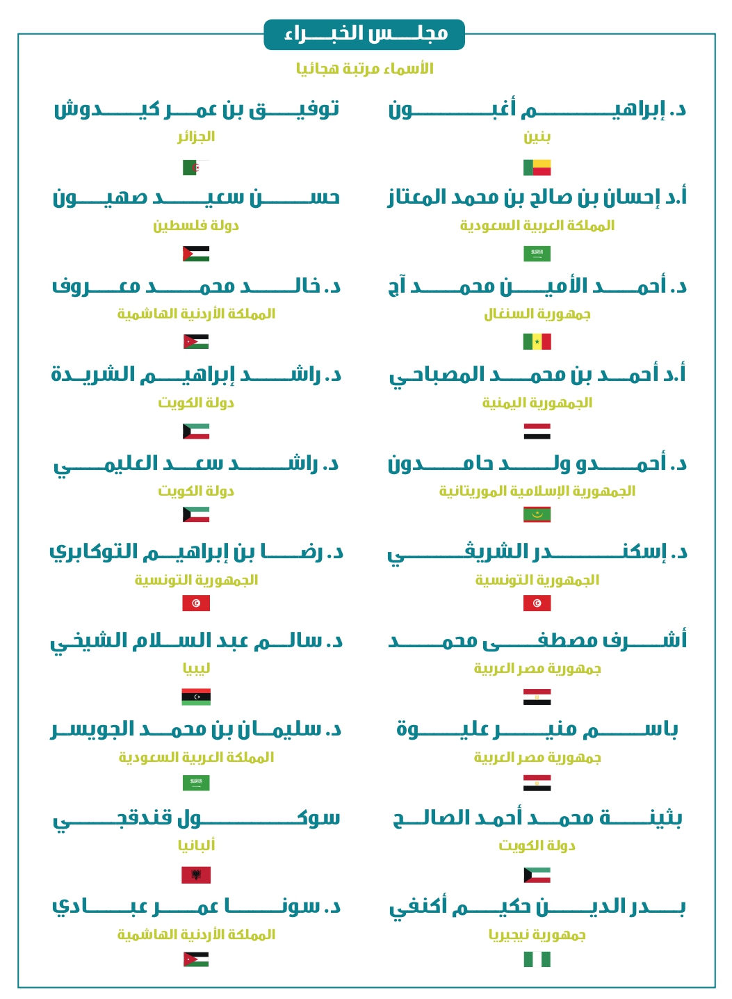 مجلس الخبراء
الأسماء مرتبة هجائيا
د. إبراهيم أغبون
بنين
أ.د إحسان بن صالح بن محمد المعتاز
المملكة العربية السعودية
د. أحمد الأمين محمد آج
جمهورية السنغال
أ.د أحمد بن محمد المصباحي
الجمهورية اليمنية
د. أحمدو ولد حامدون
الجمهورية الإسلامية الموريتانية
د. إسكندر الشريڨي
الجمهورية التونسية
أشرف مصطفى محمد
جمهورية مصر العربية
باسم منير عليوة
جمهورية مصر العربية
بثينة محمد أحمد الصالح
دولة الكويت
بدر الدين حكيم أكنفي
جمهورية نيجيريا
توفيق بن عمر كيدوش
الجزائر
حسن سعيد صهيون
دولة فلسطين
د. خالد محمد معروف
المملكة الأردنية الهاشمية
د. راشد إبراهيم الشريدة
دولة الكويت
د. راشد سعد العليمي
دولة الكويت
د. رضا بن إبراهيم التوكابري
الجمهورية التونسية
د. سالم عبد السلام الشيخي
ليبيا
د. سليمان بن محمد الجويسر
المملكة العربية السعودية
سوكول قندقجي
ألبانيا
د. سونا عمر عبادي
المملكة الأردنية الهاشمية